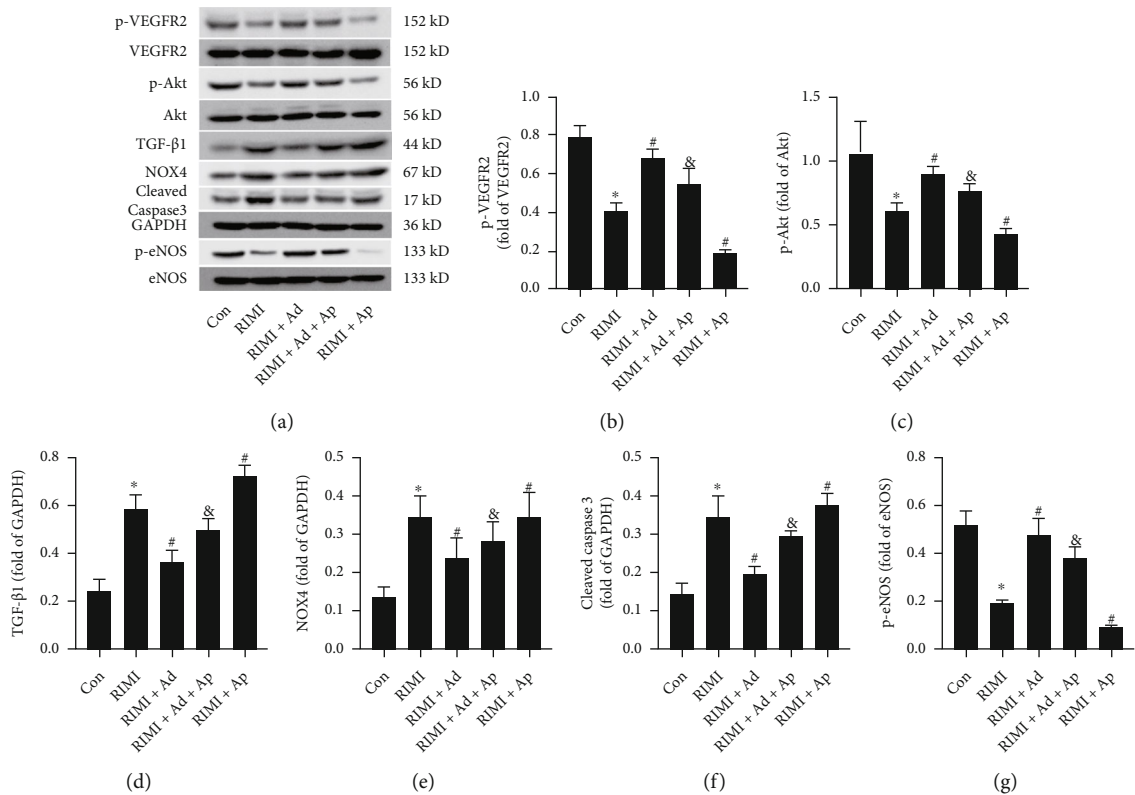 p-VEGFR2 152 kD
VEGFR2 152 kD
p-Akt 56 kD
Akt 56 kD
TGF-β1 44 kD
NOX4 67 kD
Cleaved
Caspase3 17 kD
GAPDH 36 kD
p-eNOS 133 kD
eNOS 133 kD
Con
RIMI
RIMI + Ad
RIMI + Ad + Ap
RIMI + Ap
(a)
p-VEGFR2
(fold of VEGFR2)
1.0
0.8
0.6
0.4
0.2
0.0
*
#
&
#
Con
RIMI
RIMI + Ad
RIMI + Ad + Ap
RIMI + Ap
(b)
p-Akt (fold of Akt)
1.5
1.0
0.5
0.0
*
#
&
#
Con
RIMI
RIMI + Ad
RIMI + Ad + Ap
RIMI + Ap
(c)
TGF-β1 (fold of GAPDH)
0.8
0.6
0.4
0.2
0.0
*
#
&
#
Con
RIMI
RIMI + Ad
RIMI + Ad + Ap
RIMI + Ap
(d)
NOX4 (fold of GAPDH)
0.5
0.4
0.3
0.2
0.1
0.0
*
#
&
#
Con
RIMI
RIMI + Ad
RIMI + Ad + Ap
RIMI + Ap
(e)
Cleaved caspase 3
(fold of GAPDH)
0.5
0.4
0.3
0.2
0.1
0.0
*
#
&
#
Con
RIMI
RIMI + Ad
RIMI + Ad + Ap
RIMI + Ap
(f)
p-eNOS (fold of eNOS)
0.8
0.6
0.4
0.2
0.0
*
#
&
#
Con
RIMI
RIMI + Ad
RIMI + Ad + Ap
RIMI + Ap
(g)